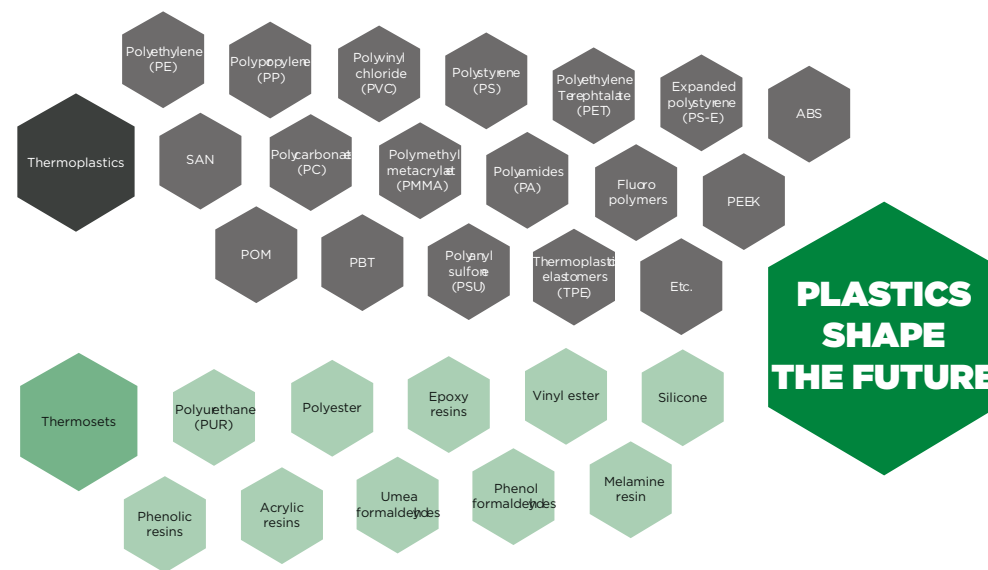 Polyethylene
(PE)
Polypropylene
(PP)
Polyvinyl
chloride
(PVC)
Polystyrene
(PS)
Polyethylene
Terephtalate
(PET)
Expanded
polystyrene
(PS-E)
ABS
Thermoplastics
SAN
Polycarbonate
(PC)
Polymethyl
metacrylaet
(PMMA)
Polyamides
(PA)
Fluoro
polymers
PEEK
POM
PBT
Polyanyl
sulfone
(PSU)
Thermoplastic
elastomers
(TPE)
Etc.
PLASTICS
SHAPE
THE FUTURE
Thermosets
Polyurethane
(PUR)
Polyester
Epoxy
resins
Vinyl ester
Silicone
Phenolic
resins
Acrylic
resins
Umea
formaldehydes
Phenol
formaldehydes
Melamine
resin